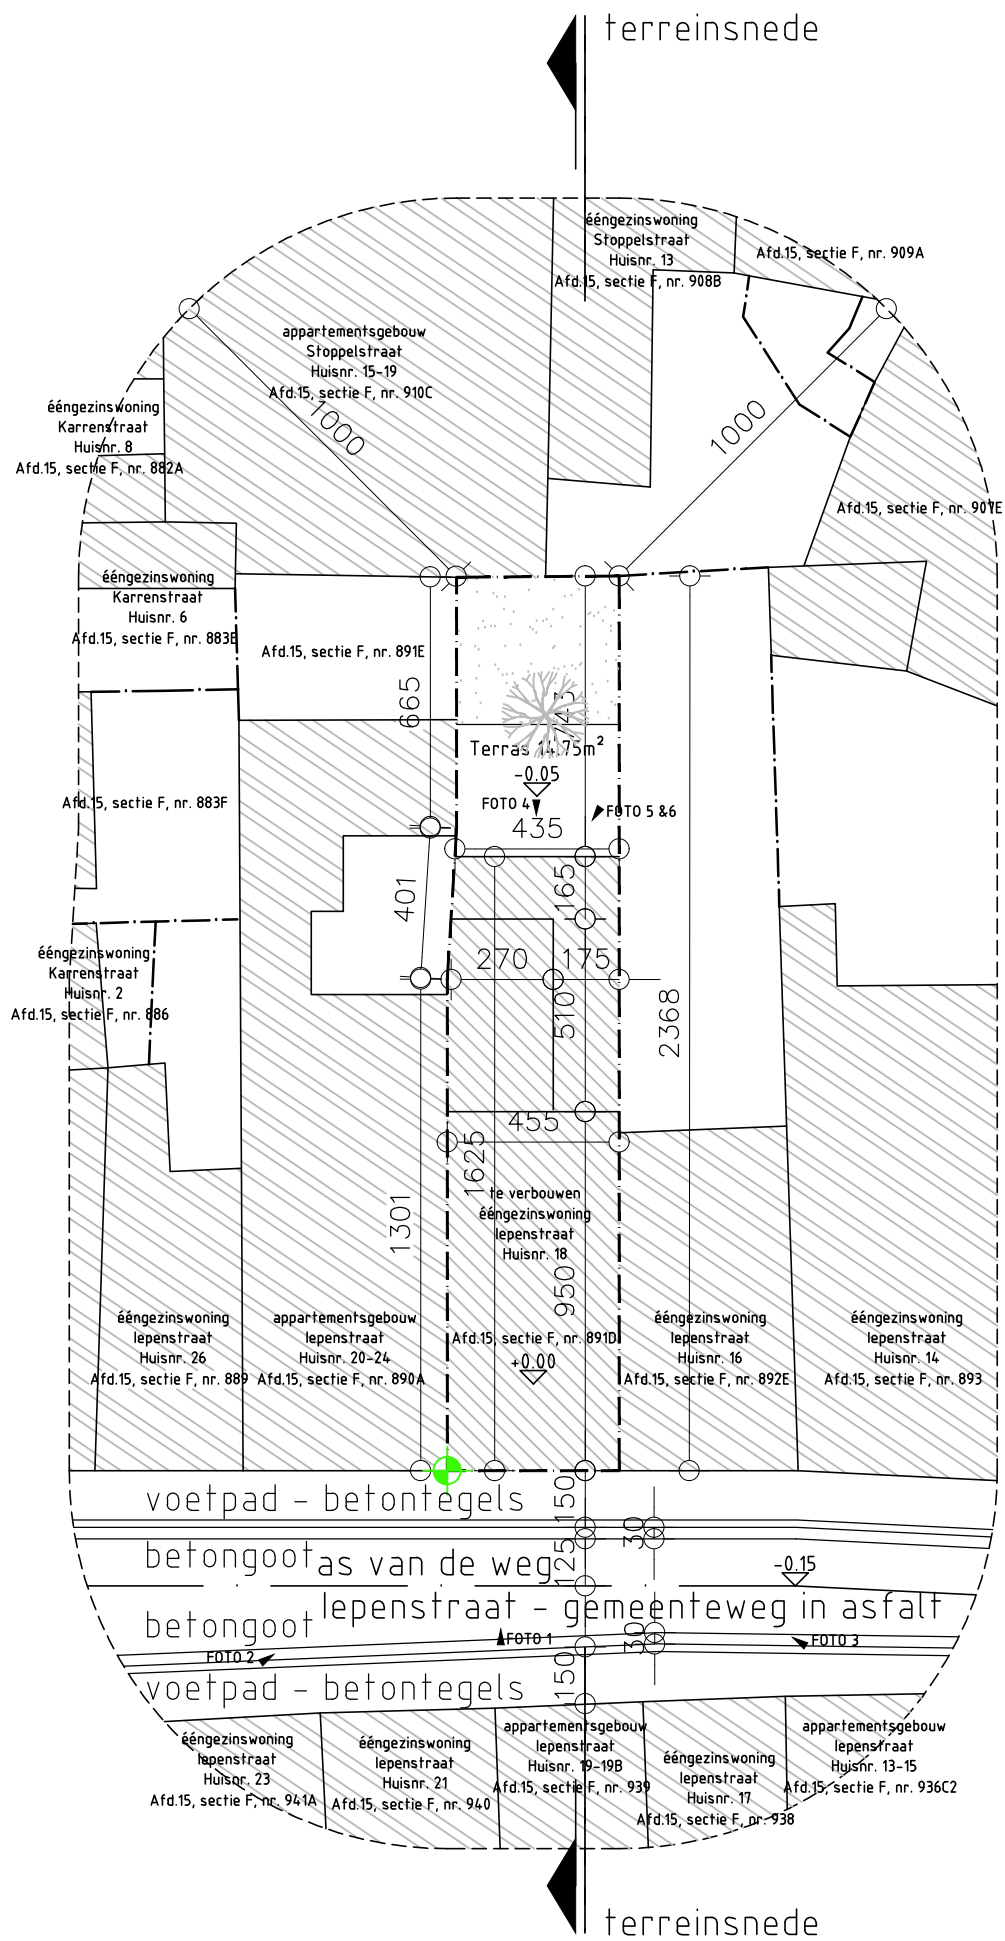 terreinsnede
ééngezinswoning
Stoppelstraat
Huisnr. 13
Afd.15, sectie F, nr. 908B
Afd.15, sectie F, nr. 909A
appartementsgebouw
Stoppelstraat
Huisnr. 15-19
Afd.15, sectie F, nr. 910C
1000
1000
ééngezinswoning
Karrenstraat
Huisnr. 8
Afd.15, sectie F, nr. 882A
Afd.15, sectie F, nr. 907E
ééngezinswoning
Karrenstraat
Huisnr. 6
Afd.15, sectie F, nr. 883E
Afd.15, sectie F, nr. 891E
665
Terras 14.75m²
-0.05
Afd.15, sectie F, nr. 883F
FOTO 4
FOTO 5 &6
435
165
401
270
175
510
2368
ééngezinswoning
Karrenstraat
Huisnr. 2
Afd.15, sectie F, nr. 886
455
1625
1301
te verbouwen
ééngezinswoning
Iepenstraat
Huisnr. 18
950
Afd.15, sectie F, nr. 891D
+0.00
ééngezinswoning
Iepenstraat
Huisnr. 26
Afd.15, sectie F, nr. 889
appartementsgebouw
Iepenstraat
Huisnr. 20-24
Afd.15, sectie F, nr. 890A
ééngezinswoning
Iepenstraat
Huisnr. 16
Afd.15, sectie F, nr. 892E
ééngezinswoning
Iepenstraat
Huisnr. 14
Afd.15, sectie F, nr. 893
voetpad - betontegels
150
30
betongoot
as van de weg
125
-0.15
Iepenstraat - gemeenteweg in asfalt
betongoot
FOTO 1
30
FOTO 3
FOTO 2
voetpad - betontegels
150
ééngezinswoning
Iepenstraat
Huisnr. 23
Afd.15, sectie F, nr. 941A
ééngezinswoning
Iepenstraat
Huisnr. 21
Afd.15, sectie F, nr. 940
appartementsgebouw
Iepenstraat
Huisnr. 19-19B
Afd.15, sectie F, nr. 939
ééngezinswoning
Iepenstraat
Huisnr. 17
Afd.15, sectie F, nr. 938
appartementsgebouw
Iepenstraat
Huisnr. 13-15
Afd.15, sectie F, nr. 936C2
terreinsnede